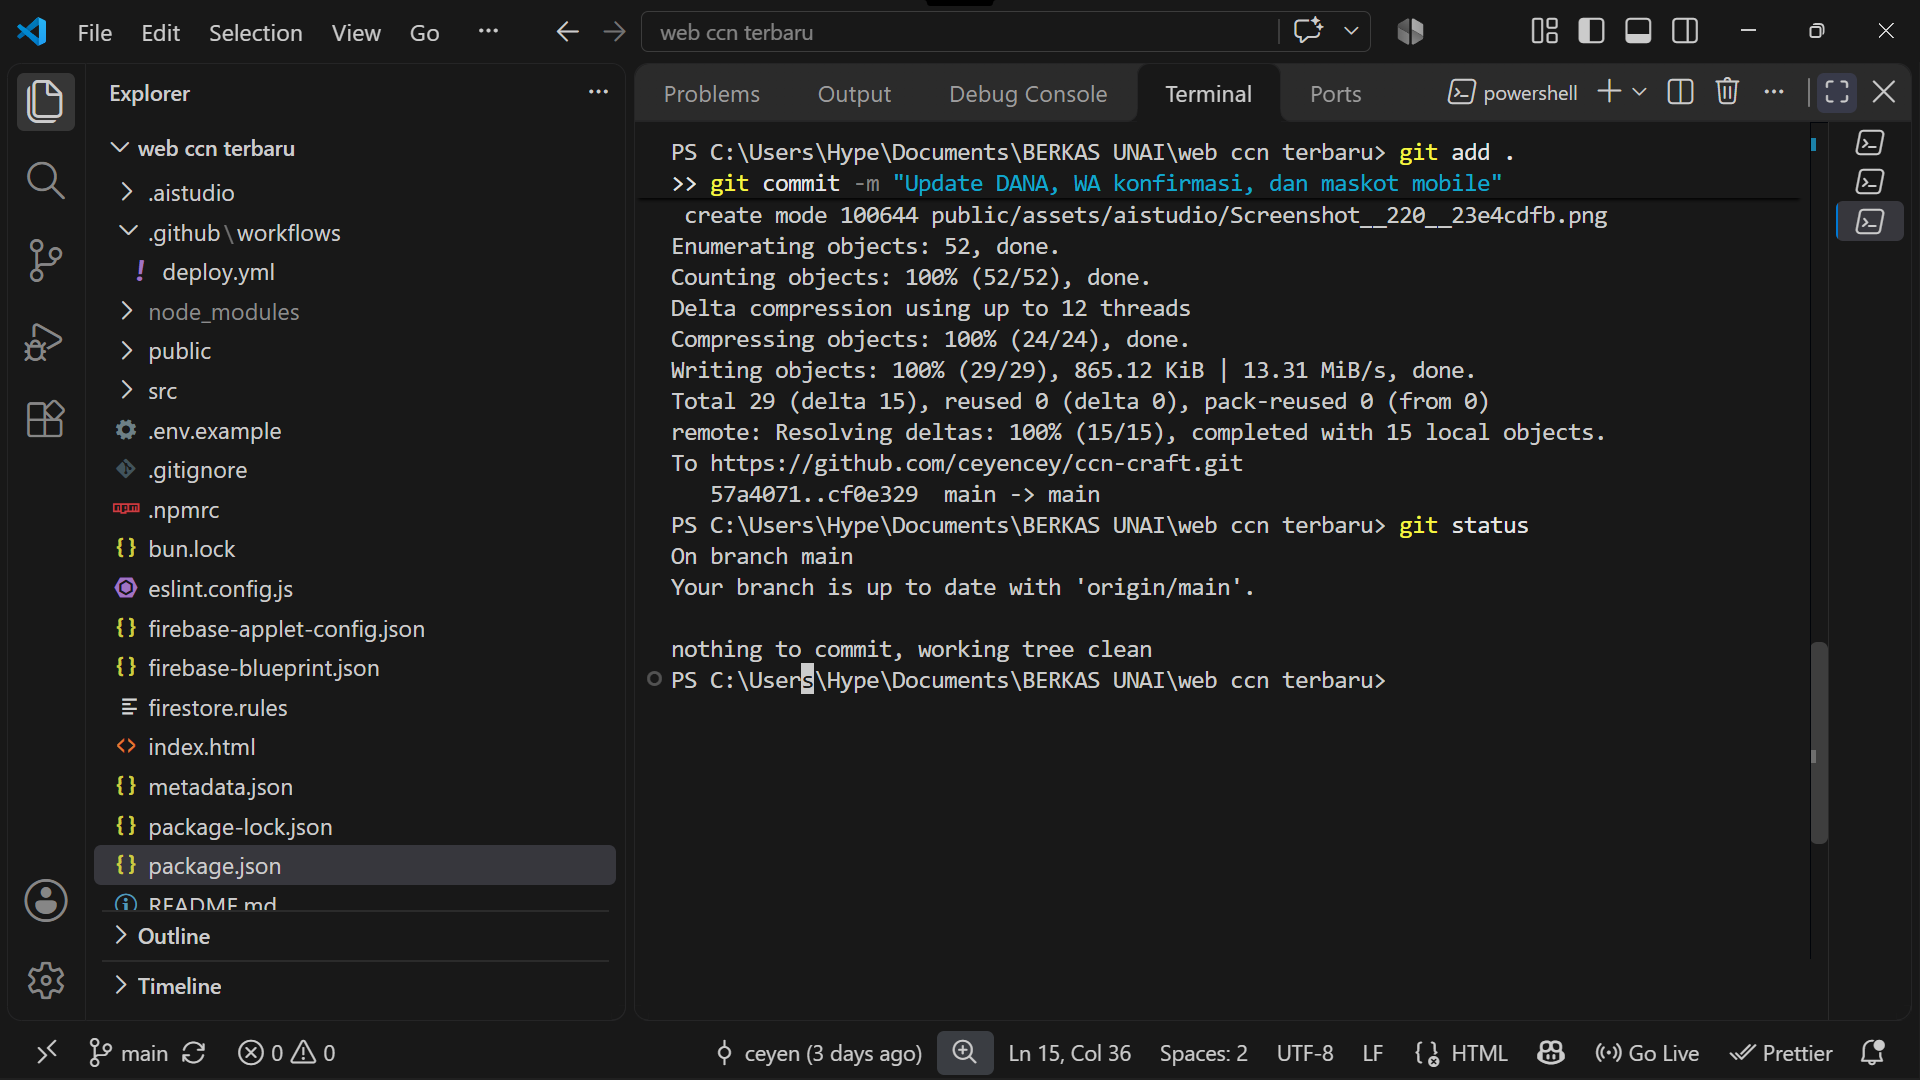 File Edit Selection View Go ··· web ccn terbaru
Explorer
web ccn terbaru
.aistudio
.github\workflows
! deploy.yml
node_modules
public
src
.env.example
.gitignore
.npmrc
{} bun.lock
eslint.config.js
{} firebase-applet-config.json
{} firebase-blueprint.json
firestore.rules
<> index.html
{} metadata.json
{} package-lock.json
{} package.json
README.md
Outline
Timeline
Problems Output Debug Console Terminal Ports powershell
PS C:\Users\Hype\Documents\BERKAS UNAI\web ccn terbaru> git add .
>> git commit -m "Update DANA, WA konfirmasi, dan maskot mobile"
create mode 100644 public/assets/aistudio/Screenshot__220__23e4cdfb.png
Enumerating objects: 52, done.
Counting objects: 100% (52/52), done.
Delta compression using up to 12 threads
Compressing objects: 100% (24/24), done.
Writing objects: 100% (29/29), 865.12 KiB | 13.31 MiB/s, done.
Total 29 (delta 15), reused 0 (delta 0), pack-reused 0 (from 0)
remote: Resolving deltas: 100% (15/15), completed with 15 local objects.
To https://github.com/ceyencey/ccn-craft.git
57a4071..cf0e329  main -> main
PS C:\Users\Hype\Documents\BERKAS UNAI\web ccn terbaru> git status
On branch main
Your branch is up to date with 'origin/main'.
nothing to commit, working tree clean
PS C:\Users\Hype\Documents\BERKAS UNAI\web ccn terbaru>
main 0 0 ceyen (3 days ago) Ln 15, Col 36 Spaces: 2 UTF-8 LF HTML Go Live Prettier